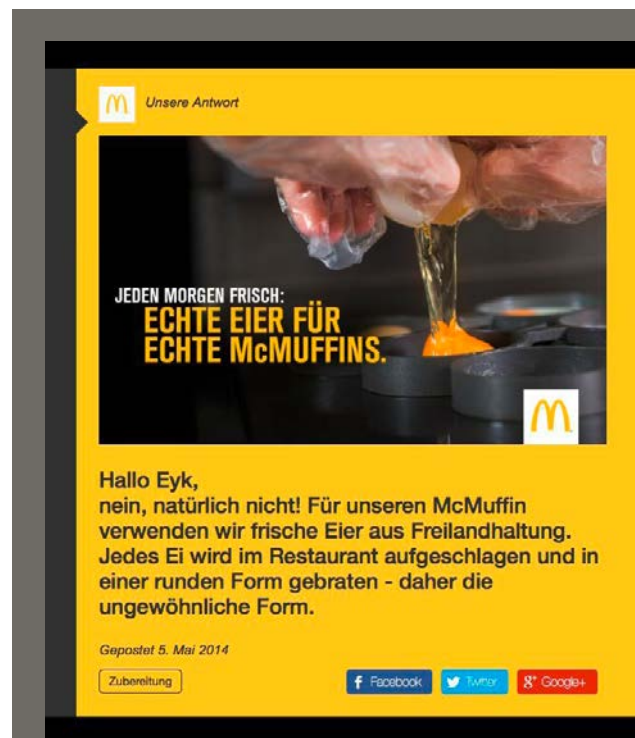 Unsere Antwort
JEDEN MORGEN FRISCH:
ECHTE EIER FÜR
ECHTE McMUFFINS.
Hallo Eyk,
nein, natürlich nicht! Für unseren McMuffin
verwenden wir frische Eier aus Freilandhaltung.
Jedes Ei wird im Restaurant aufgeschlagen und in
einer runden Form gebraten - daher die
ungewöhnliche Form.
Gepostet 5. Mai 2014
Zubereitung
f Facebook Twitter g+ Google+